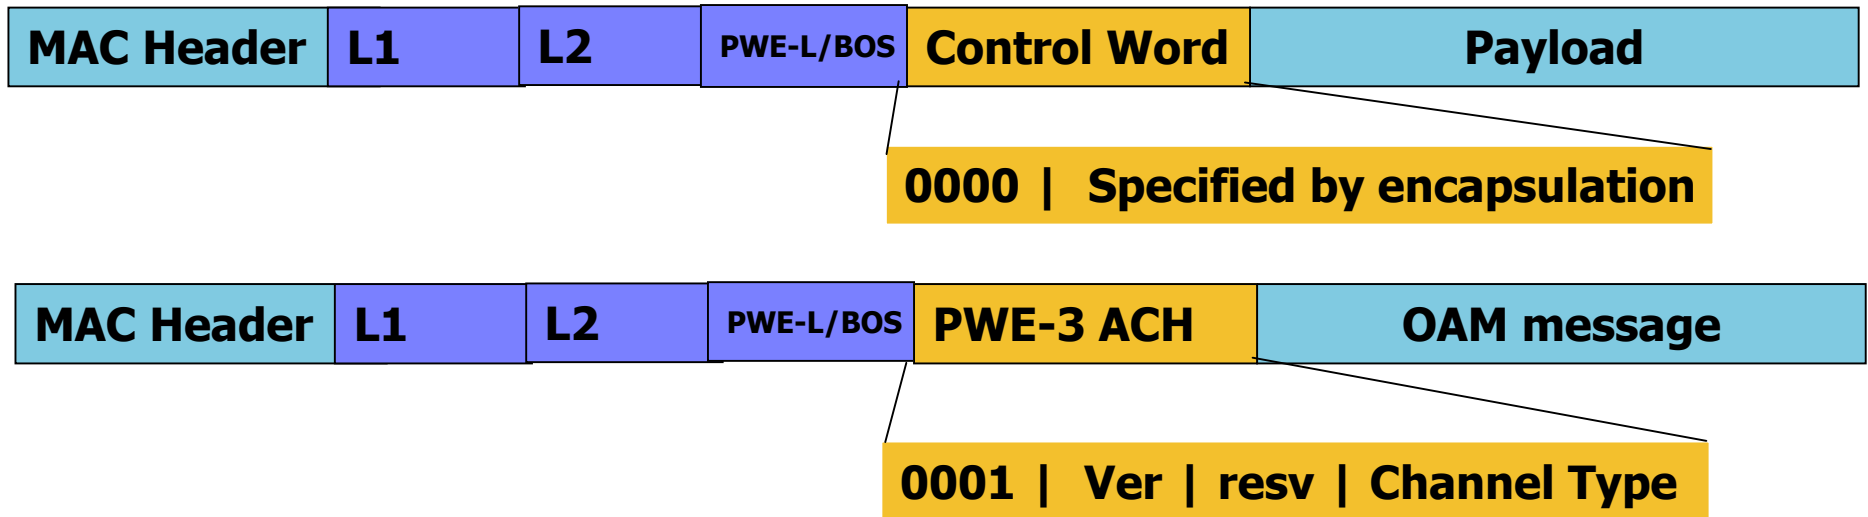 MAC Header L1 L2 PWE-L/BOS Control Word Payload
0000 | Specified by encapsulation
MAC Header L1 L2 PWE-L/BOS PWE-3 ACH OAM message
0001 | Ver | resv | Channel Type